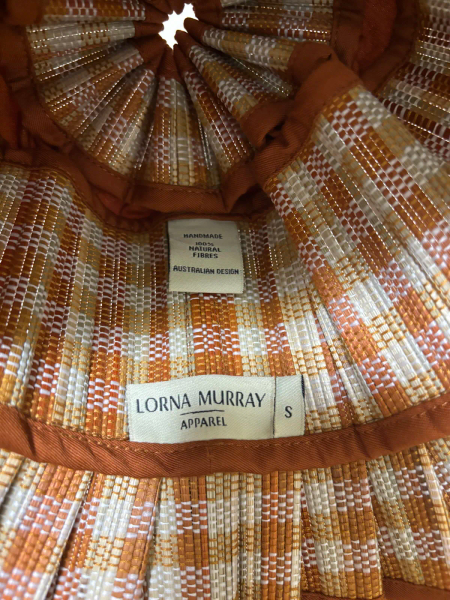 HANDMADE
100%
NATURAL
FIBRES
AUSTRALIAN DESIGN
LORNA MURRAY
APPAREL
S